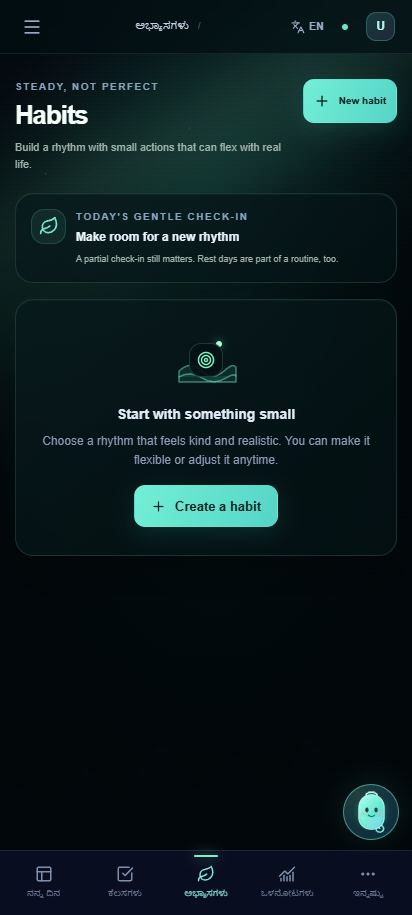 ಅಭ್ಯಾಸಗಳು /
EN
U
STEADY, NOT PERFECT
Habits
New habit
Build a rhythm with small actions that can flex with real
life.
TODAY'S GENTLE CHECK-IN
Make room for a new rhythm
A partial check-in still matters. Rest days are part of a routine, too.
Start with something small
Choose a rhythm that feels kind and realistic. You can make it
flexible or adjust it anytime.
Create a habit
ನನ್ನ ದಿನ
ಕೆಲಸಗಳು
ಅಭ್ಯಾಸಗಳು
ಒಳನೋಟಗಳು
ಇನ್ನಷ್ಟು